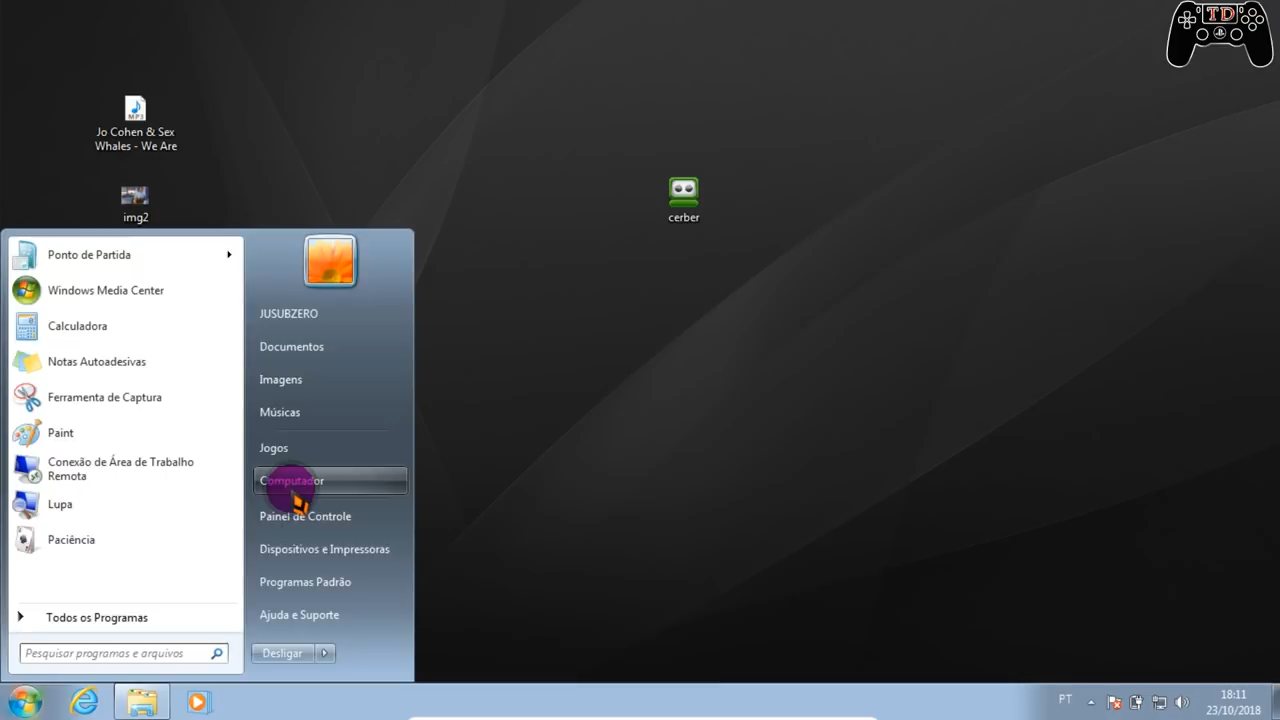 TD
MP3
Jo Cohen & Sex
Whales - We Are
img2
cerber
Ponto de Partida
Windows Media Center
Calculadora
Notas Autoadesivas
Ferramenta de Captura
Paint
Conexão de Área de Trabalho
Remota
Lupa
Paciência
Todos os Programas
Pesquisar programas e arquivos
JUSUBZERO
Documentos
Imagens
Músicas
Jogos
Computador
Painel de Controle
Dispositivos e Impressoras
Programas Padrão
Ajuda e Suporte
Desligar
PT
18:11
23/10/2018